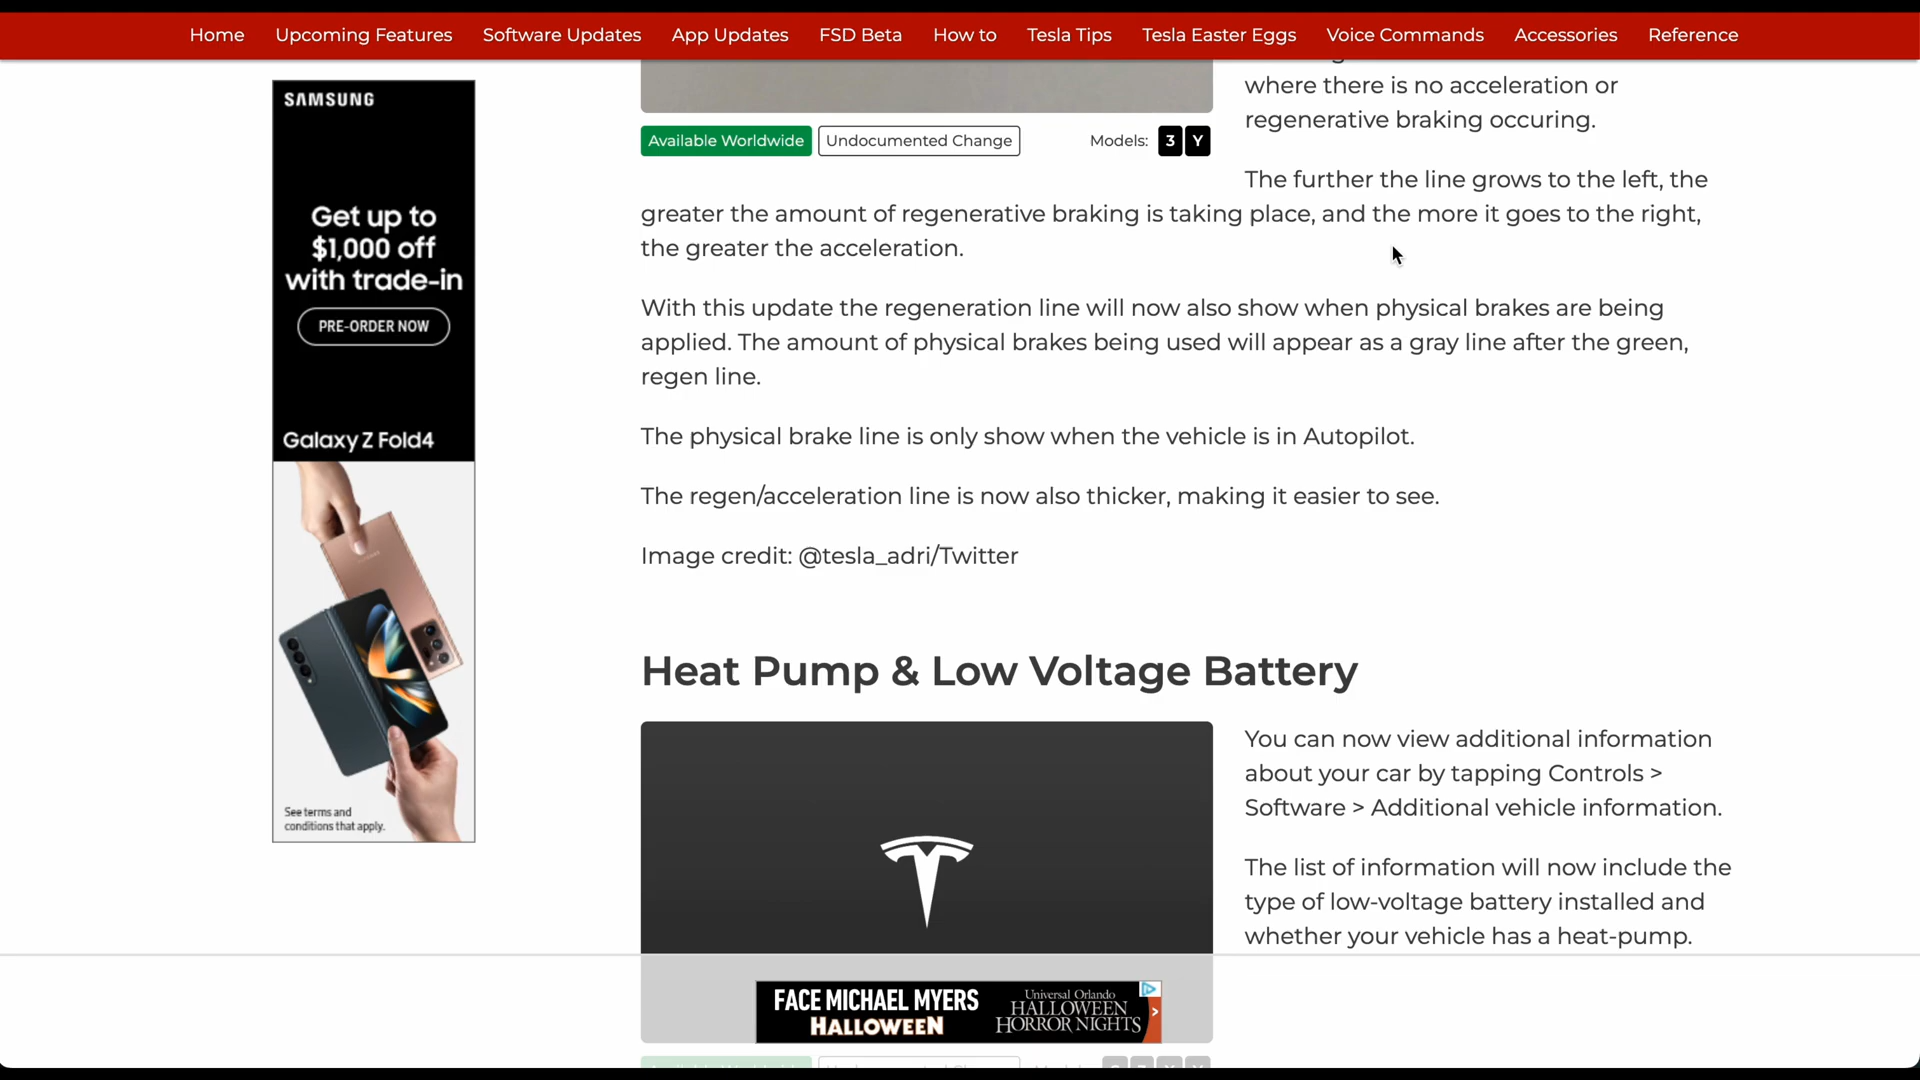 Home Upcoming Features Software Updates App Updates FSD Beta How to Tesla Tips Tesla Easter Eggs Voice Commands Accessories Reference
SAMSUNG
Get up to
$1,000 off
with trade-in
PRE-ORDER NOW
Galaxy Z Fold4
See terms and
conditions that apply.
where there is no acceleration or
regenerative braking occuring.
Available Worldwide Undocumented Change Models: 3 Y
The further the line grows to the left, the
greater the amount of regenerative braking is taking place, and the more it goes to the right,
the greater the acceleration.
With this update the regeneration line will now also show when physical brakes are being
applied. The amount of physical brakes being used will appear as a gray line after the green,
regen line.
The physical brake line is only show when the vehicle is in Autopilot.
The regen/acceleration line is now also thicker, making it easier to see.
Image credit: @tesla_adri/Twitter
Heat Pump & Low Voltage Battery
You can now view additional information
about your car by tapping Controls >
Software > Additional vehicle information.
The list of information will now include the
type of low-voltage battery installed and
whether your vehicle has a heat-pump.
FACE MICHAEL MYERS
HALLOWEEN
Universal Orlando
HALLOWEEN
HORROR NIGHTS